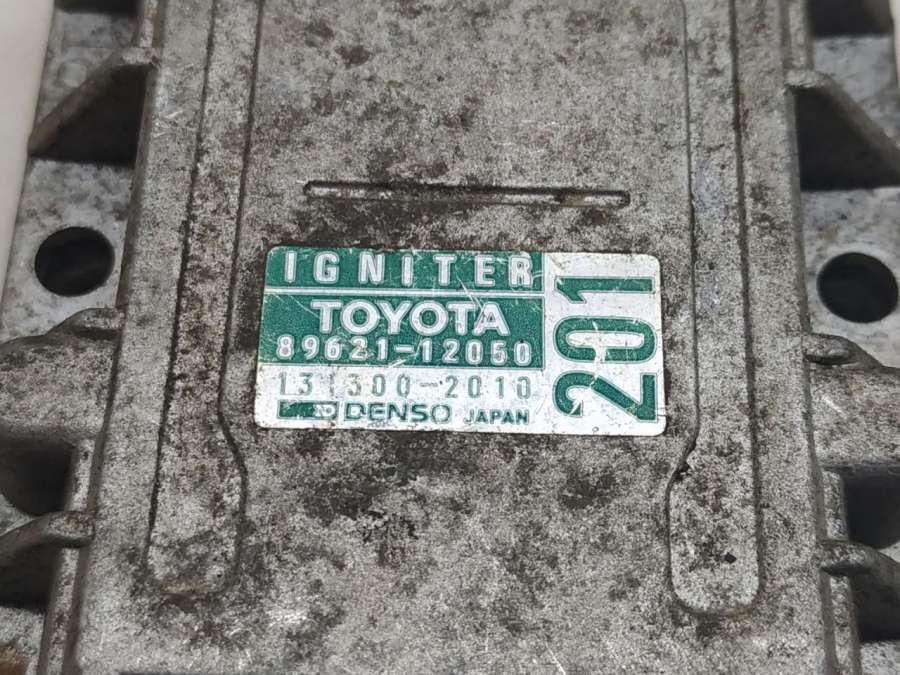 IGNITER
TOYOTA
89621-12050
131300-2010
DENSO JAPAN
201